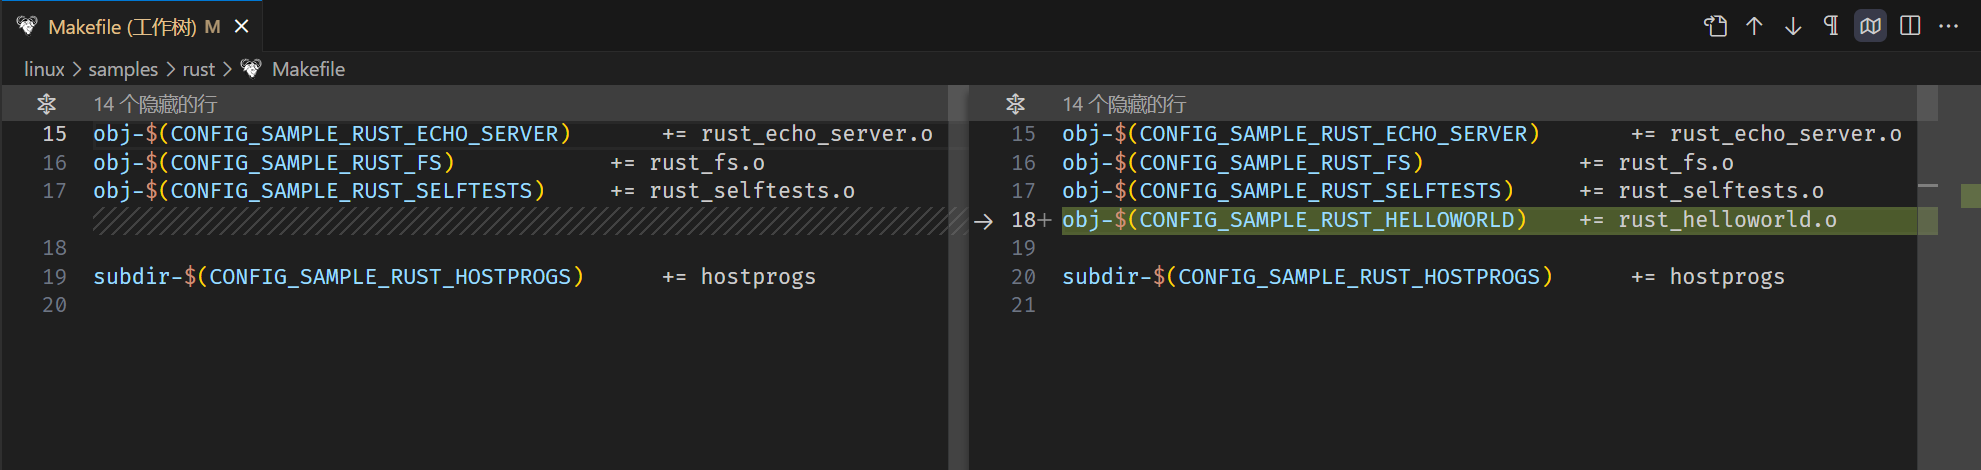 Makefile (工作树) M
linux > samples > rust > Makefile
14 个隐藏的行
15 obj-$(CONFIG_SAMPLE_RUST_ECHO_SERVER) += rust_echo_server.o
16 obj-$(CONFIG_SAMPLE_RUST_FS) += rust_fs.o
17 obj-$(CONFIG_SAMPLE_RUST_SELFTESTS) += rust_selftests.o
18
19 subdir-$(CONFIG_SAMPLE_RUST_HOSTPROGS) += hostprogs
20
14 个隐藏的行
15 obj-$(CONFIG_SAMPLE_RUST_ECHO_SERVER) += rust_echo_server.o
16 obj-$(CONFIG_SAMPLE_RUST_FS) += rust_fs.o
17 obj-$(CONFIG_SAMPLE_RUST_SELFTESTS) += rust_selftests.o
18+ obj-$(CONFIG_SAMPLE_RUST_HELLOWORLD) += rust_helloworld.o
19
20 subdir-$(CONFIG_SAMPLE_RUST_HOSTPROGS) += hostprogs
21